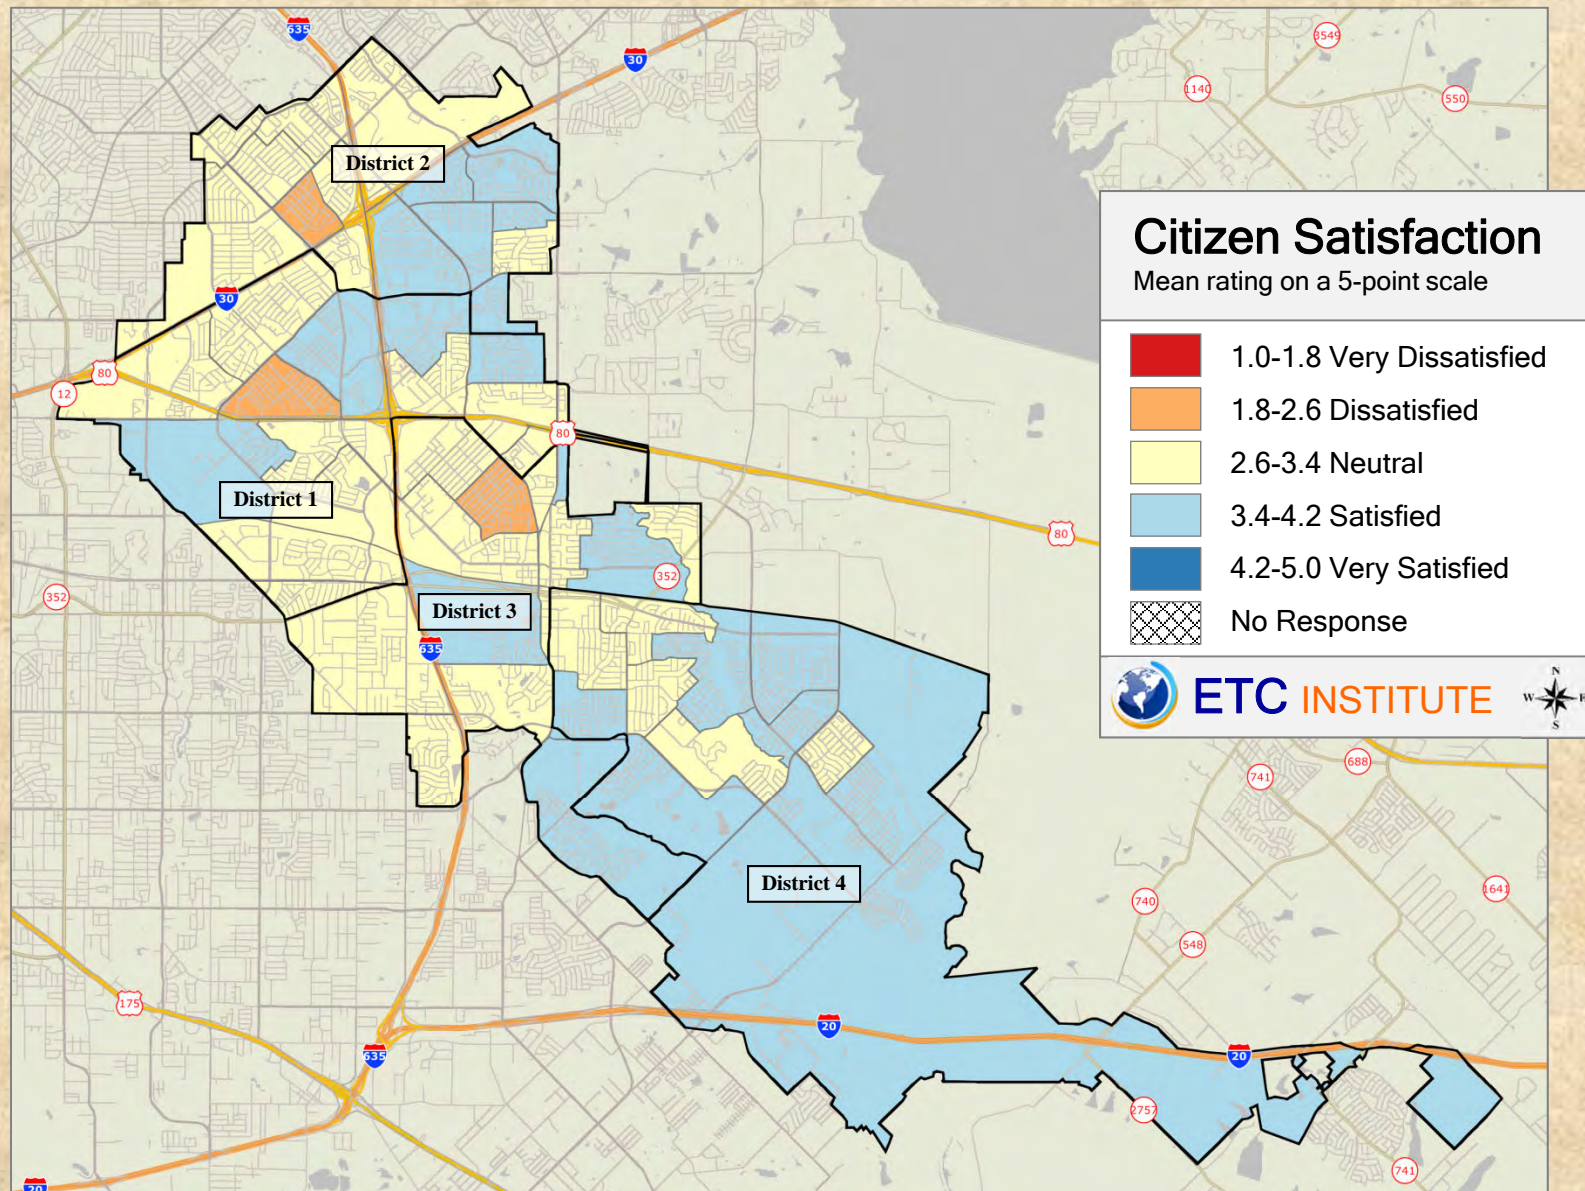 635
30
3549
1140
550
District 2
Citizen Satisfaction
Mean rating on a 5-point scale
30
1.0-1.8 Very Dissatisfied
80
12
1.8-2.6 Dissatisfied
80
2.6-3.4 Neutral
District 1
3.4-4.2 Satisfied
80
352
352
4.2-5.0 Very Satisfied
District 3
No Response
635
ETC INSTITUTE
N
W E
S
688
741
District 4
1641
740
548
175
20
635
20
2757
741
20